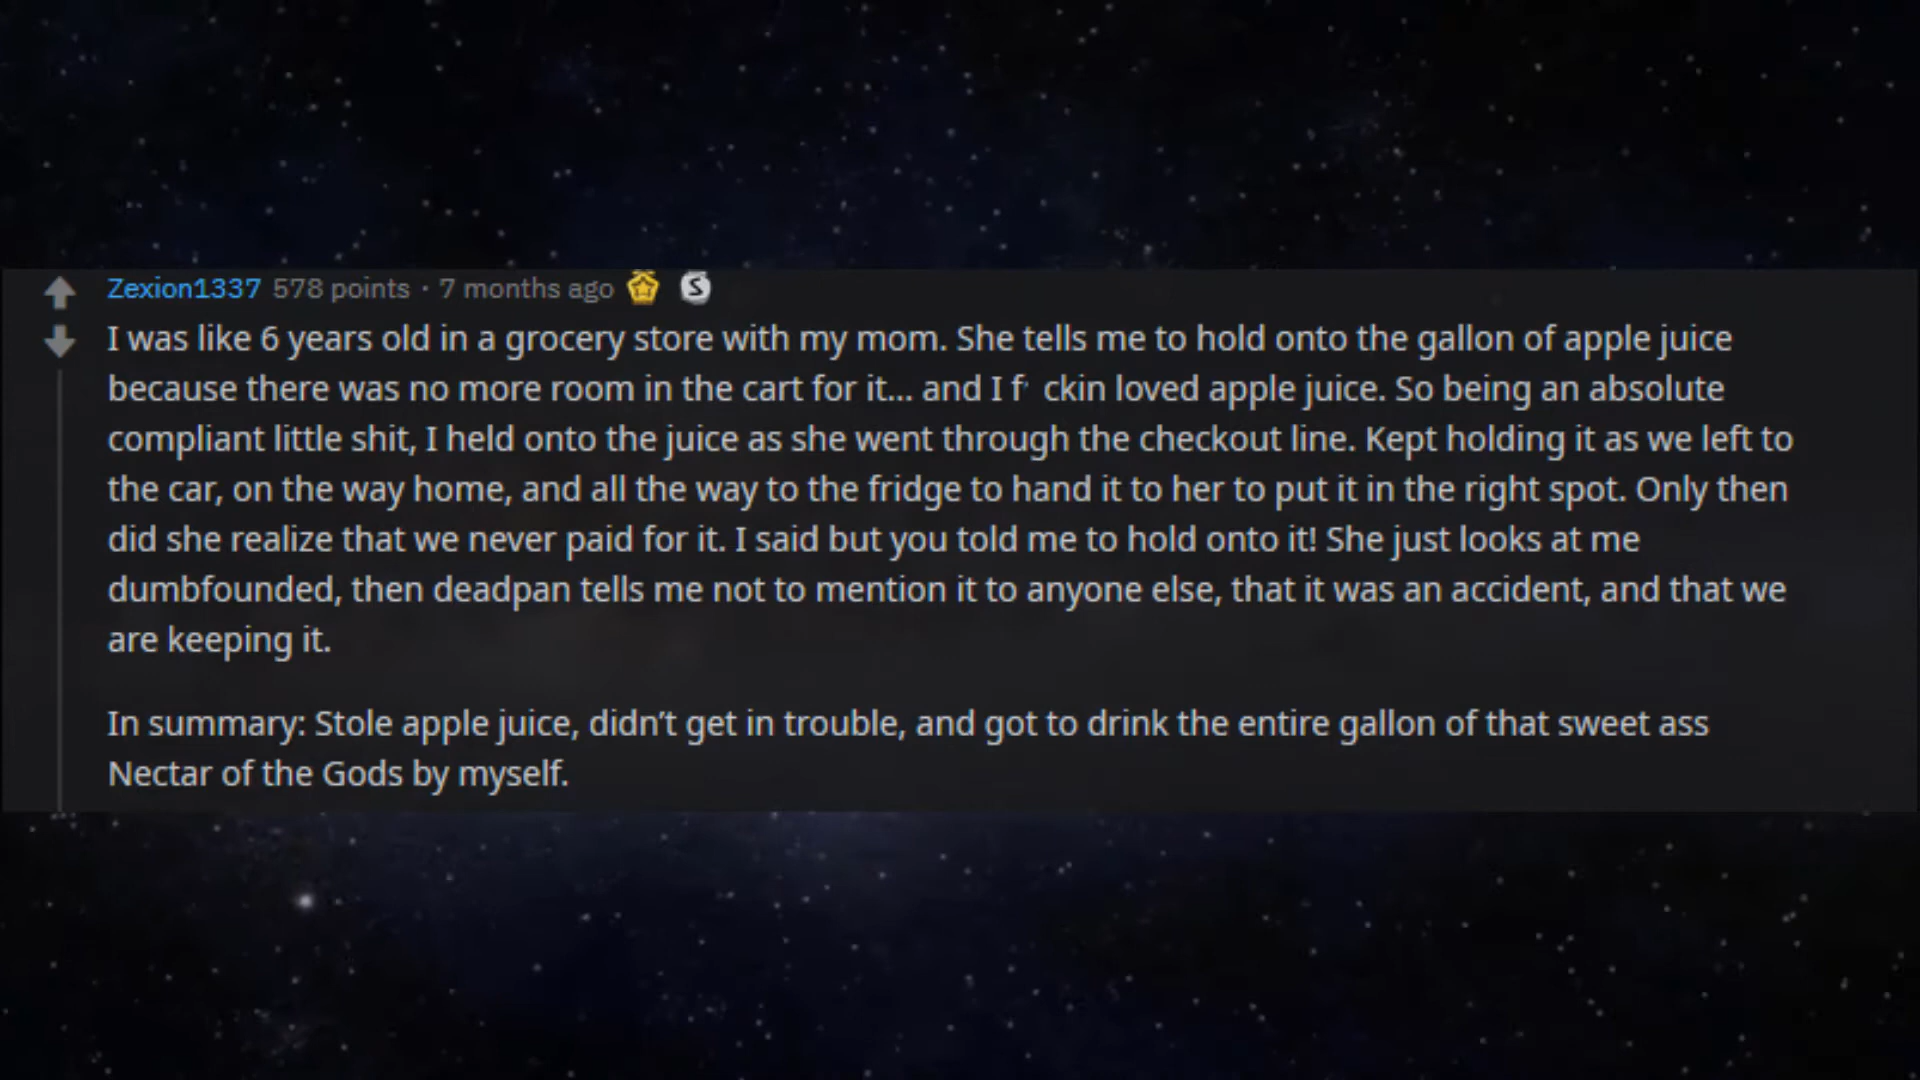 Zexion1337 578 points · 7 months ago
I was like 6 years old in a grocery store with my mom. She tells me to hold onto the gallon of apple juice
because there was no more room in the cart for it... and I f' ckin loved apple juice. So being an absolute
compliant little shit, I held onto the juice as she went through the checkout line. Kept holding it as we left to
the car, on the way home, and all the way to the fridge to hand it to her to put it in the right spot. Only then
did she realize that we never paid for it. I said but you told me to hold onto it! She just looks at me
dumbfounded, then deadpan tells me not to mention it to anyone else, that it was an accident, and that we
are keeping it.
In summary: Stole apple juice, didn't get in trouble, and got to drink the entire gallon of that sweet ass
Nectar of the Gods by myself.